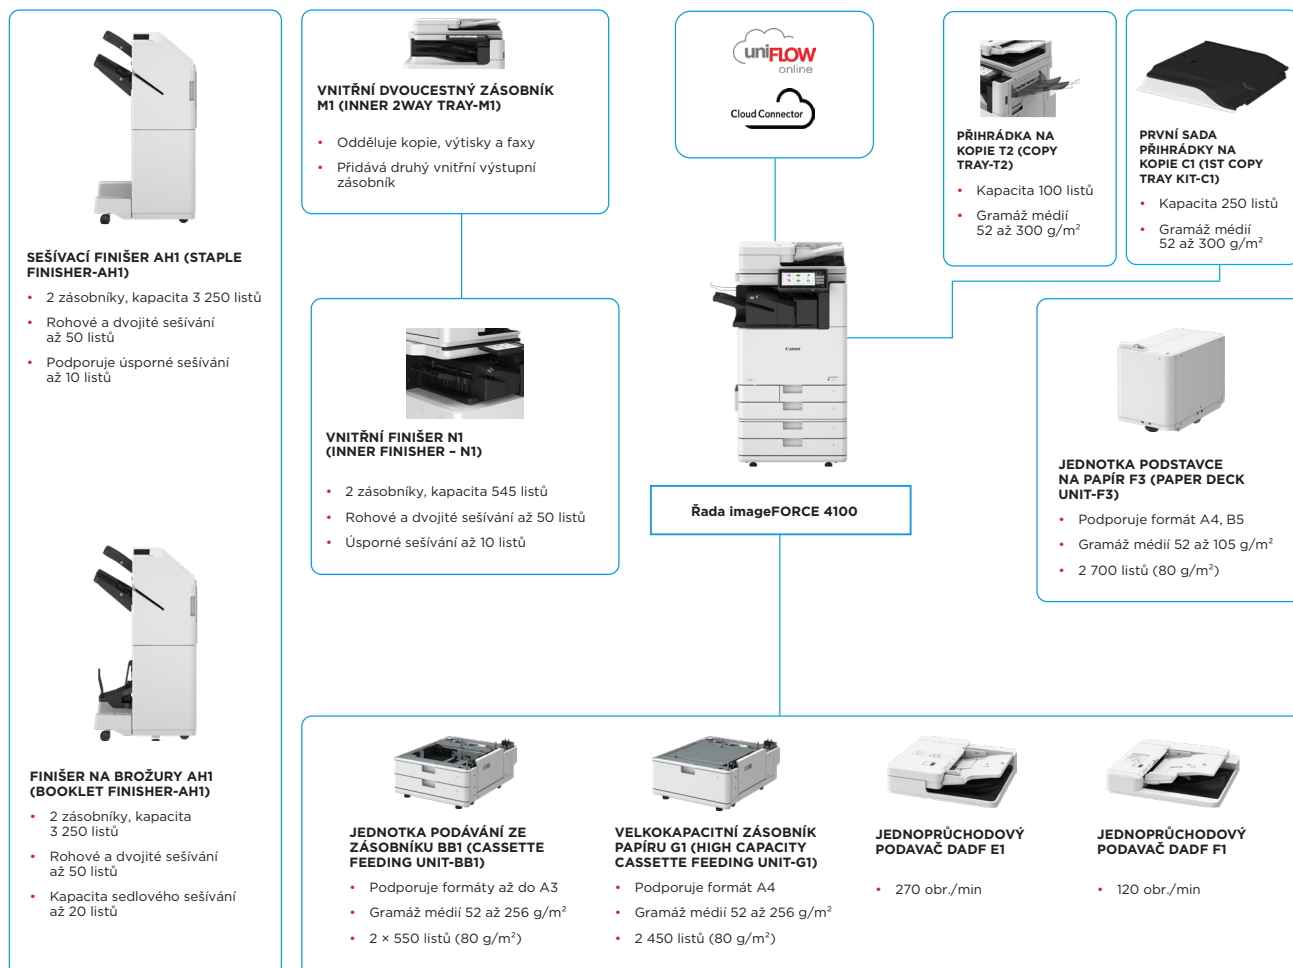 SEŠÍVACÍ FINIŠER AH1 (STAPLE
FINISHER-AH1)
• 2 zásobníky, kapacita 3 250 listů
• Rohové a dvojité sešívání
až 50 listů
• Podporuje úsporné sešívání
až 10 listů
FINIŠER NA BROŽURY AH1
(BOOKLET FINISHER-AH1)
• 2 zásobníky, kapacita
3 250 listů
• Rohové a dvojité sešívání
až 50 listů
• Kapacita sedlového sešívání
až 20 listů
VNITŘNÍ DVOUCESTNÝ ZÁSOBNÍK
M1 (INNER 2WAY TRAY-M1)
• Odděluje kopie, výtisky a faxy
• Přidává druhý vnitřní výstupní
zásobník
VNITŘNÍ FINIŠER N1
(INNER FINISHER – N1)
• 2 zásobníky, kapacita 545 listů
• Rohové a dvojité sešívání až 50 listů
• Úsporné sešívání až 10 listů
uniFLOW
online
Cloud Connector
Canon
Řada imageFORCE 4100
PŘIHRÁDKA NA
KOPIE T2 (COPY
TRAY-T2)
• Kapacita 100 listů
• Gramáž médií
52 až 300 g/m²
PRVNÍ SADA
PŘIHRÁDKY NA
KOPIE C1 (1ST COPY
TRAY KIT-C1)
• Kapacita 250 listů
• Gramáž médií
52 až 300 g/m²
JEDNOTKA PODSTAVCE
NA PAPÍR F3 (PAPER DECK
UNIT-F3)
• Podporuje formát A4, B5
• Gramáž médií 52 až 105 g/m²
• 2 700 listů (80 g/m²)
JEDNOTKA PODÁVÁNÍ ZE
ZÁSOBNÍKU BB1 (CASSETTE
FEEDING UNIT-BB1)
• Podporuje formáty až do A3
• Gramáž médií 52 až 256 g/m²
• 2 × 550 listů (80 g/m²)
VELKOKAPACITNÍ ZÁSOBNÍK
PAPÍRU G1 (HIGH CAPACITY
CASSETTE FEEDING UNIT-G1)
• Podporuje formát A4
• Gramáž médií 52 až 256 g/m²
• 2 450 listů (80 g/m²)
JEDNOPRŮCHODOVÝ
PODAVAČ DADF E1
• 270 obr./min
JEDNOPRŮCHODOVÝ
PODAVAČ DADF F1
• 120 obr./min